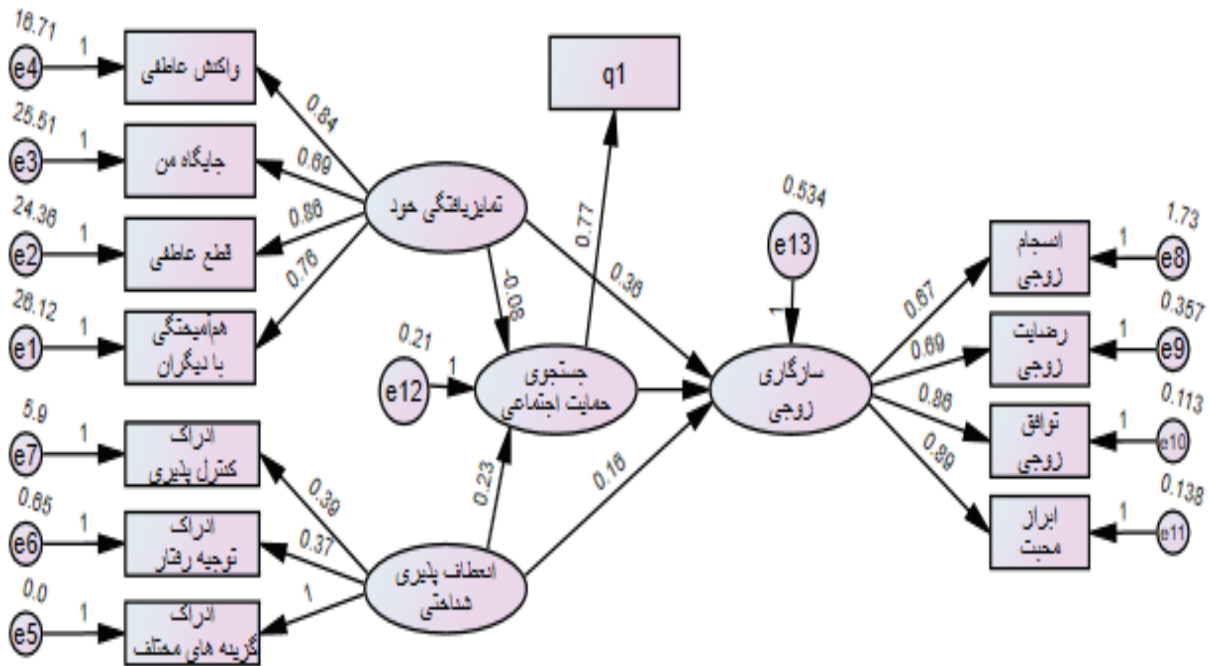 16.71
1
e4
واکنش عاطفی
0.84
25.51
1
e3
جایگاه من
0.69
24.36
1
e2
قطع عاطفی
0.86
26.12
1
e1
هم‌آمیختگی
با دیگران
0.76
تمایزیافتگی خود
q1
0.77
-0.08
0.36
0.21
1
e12
جستجوی
حمایت اجتماعی
0.534
e13
1
سازگاری
زوجی
5.9
1
e7
ادراک
کنترل پذیری
0.39
0.65
1
e6
ادراک
توجیه رفتار
0.37
0.0
1
e5
ادراک
گزینه های مختلف
1
انعطاف پذیری
شناختی
0.23
0.16
0.67
انسجام
زوجی
1
1.73
e8
0.69
رضایت
زوجی
1
0.357
e9
0.86
توافق
زوجی
1
0.113
e10
0.89
ابراز
محبت
1
0.138
e11